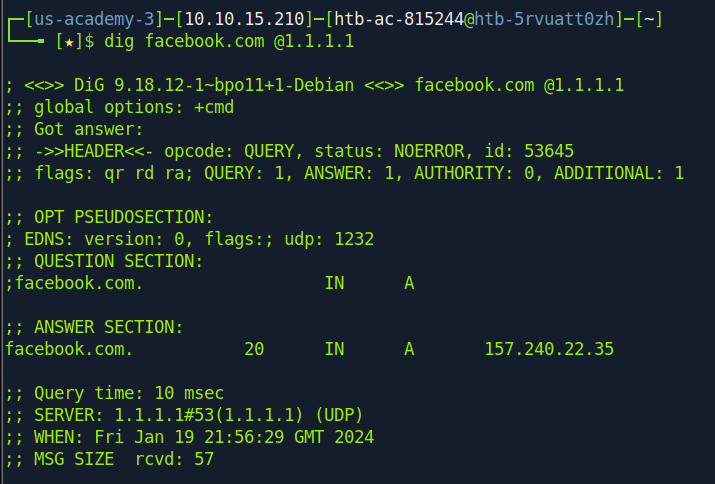 ┌─[us-academy-3]─[10.10.15.210]─[htb-ac-815244@htb-5rvuatt0zh]─[~]
└──╼ [★]$ dig facebook.com @1.1.1.1

; <<>> DiG 9.18.12-1~bpo11+1-Debian <<>> facebook.com @1.1.1.1
;; global options: +cmd
;; Got answer:
;; ->>HEADER<<- opcode: QUERY, status: NOERROR, id: 53645
;; flags: qr rd ra; QUERY: 1, ANSWER: 1, AUTHORITY: 0, ADDITIONAL: 1

;; OPT PSEUDOSECTION:
; EDNS: version: 0, flags:; udp: 1232
;; QUESTION SECTION:
;facebook.com.                  IN      A

;; ANSWER SECTION:
facebook.com.           20      IN      A       157.240.22.35

;; Query time: 10 msec
;; SERVER: 1.1.1.1#53(1.1.1.1) (UDP)
;; WHEN: Fri Jan 19 21:56:29 GMT 2024
;; MSG SIZE  rcvd: 57